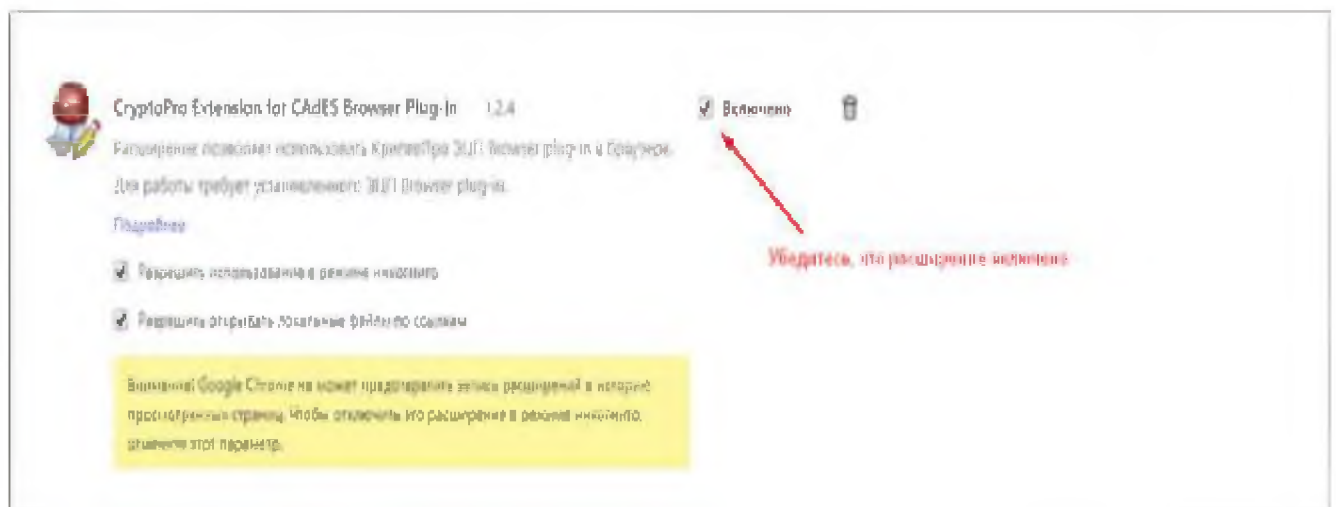 CryptoPro Extension for CAdES Browser Plug-In 1.2.4
Включено
Расширение позволяет использовать КриптоПро ЭЦП Browser plug-in в браузере.
Для работы требует установленного ЭЦП Browser plug-in.
Подробнее
Убедитесь, что расширение включено
Разрешить использование в режиме инкогнито
Разрешить открывать локальные файлы по ссылкам
Внимание! Google Chrome не может предотвратить запись расширений в историю
просмотренных страниц. Чтобы отключить это расширение в режиме инкогнито,
отмените этот параметр.